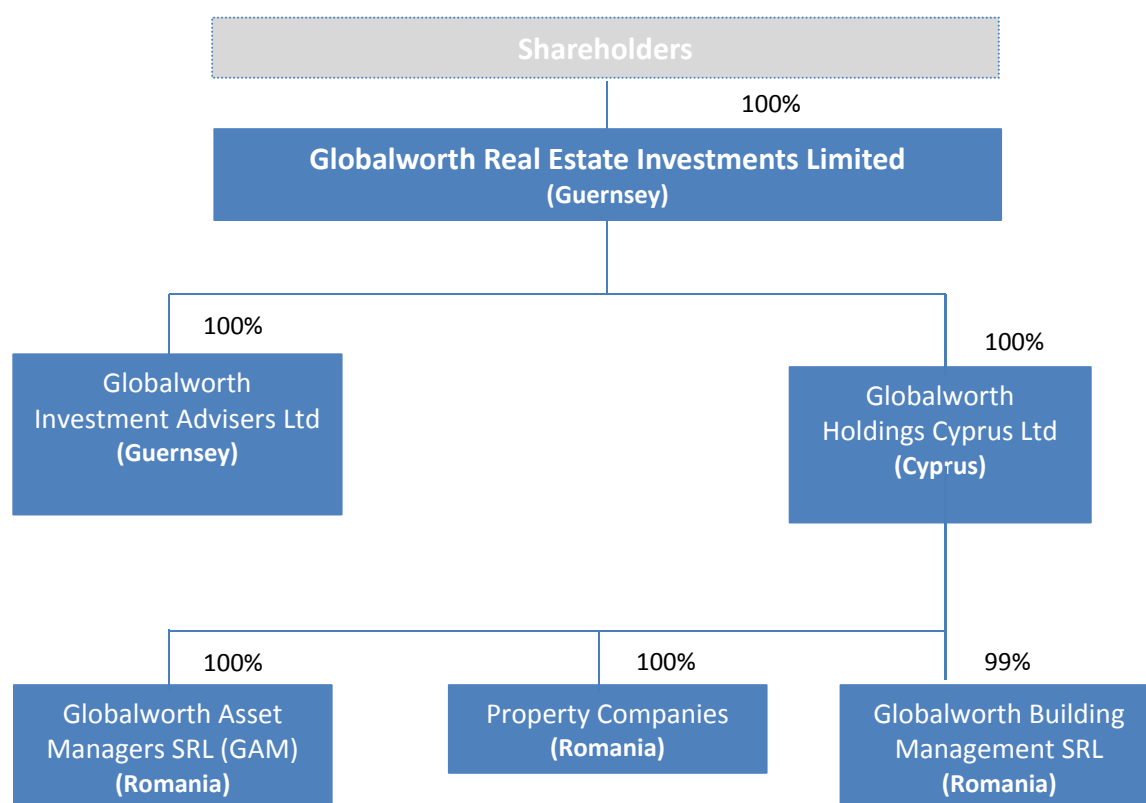 Shareholders
100%
Globalworth Real Estate Investments Limited
(Guernsey)
100%
100%
Globalworth
Investment Advisers Ltd
(Guernsey)
Globalworth
Holdings Cyprus Ltd
(Cyprus)
100%
100%
99%
Globalworth Asset
Managers SRL (GAM)
(Romania)
Property Companies
(Romania)
Globalworth Building
Management SRL
(Romania)